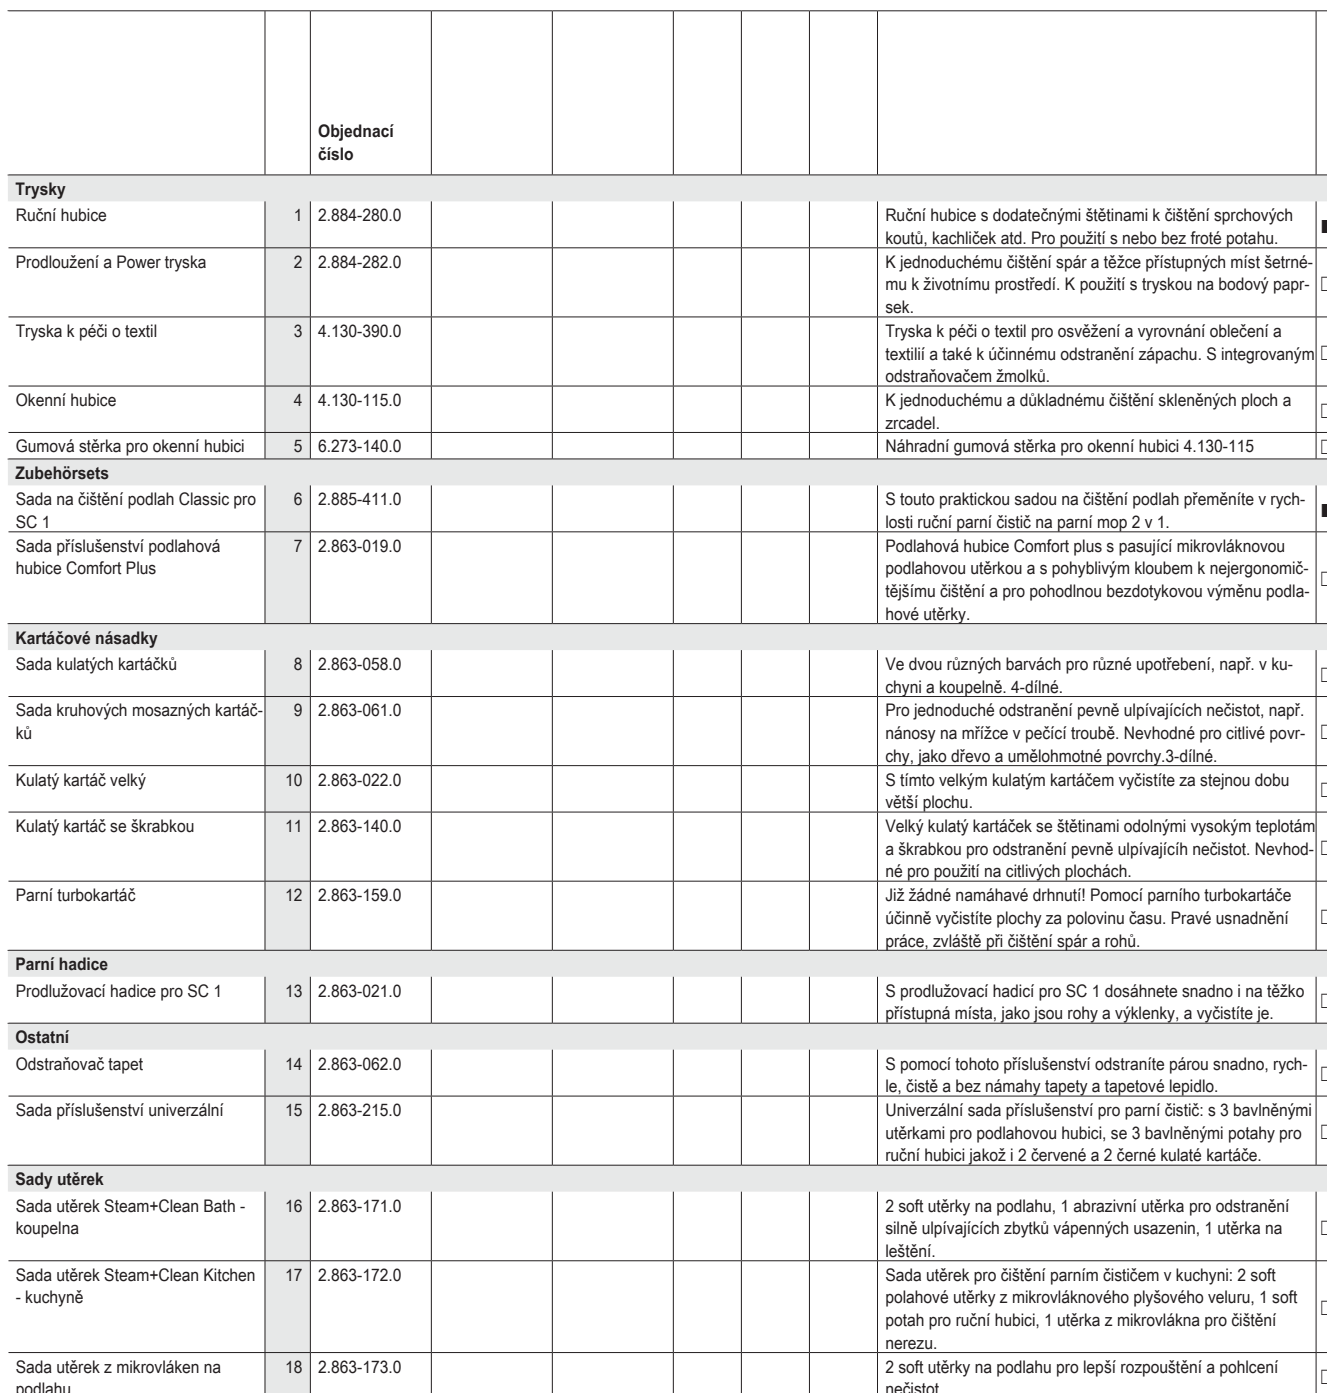 Objednací
číslo
Trysky
Ruční hubice 1 2.884-280.0 Ruční hubice s dodatečnými štětinami k čištění sprchových
koutů, kachliček atd. Pro použití s nebo bez froté potahu.
Prodloužení a Power tryska 2 2.884-282.0 K jednoduchému čištění spár a těžce přístupných míst šetrné-
mu k životnímu prostředí. K použití s tryskou na bodový papr-
sek.
Tryska k péči o textil 3 4.130-390.0 Tryska k péči o textil pro osvěžení a vyrovnání oblečení a
textilií a také k účinnému odstranění zápachu. S integrovaným
odstraňovačem žmolků.
Okenní hubice 4 4.130-115.0 K jednoduchému a důkladnému čištění skleněných ploch a
zrcadel.
Gumová stěrka pro okenní hubici 5 6.273-140.0 Náhradní gumová stěrka pro okenní hubici 4.130-115
Zubehörsets
Sada na čištění podlah Classic pro 6 2.885-411.0 S touto praktickou sadou na čištění podlah přeměníte v rych-
SC 1 losti ruční parní čistič na parní mop 2 v 1.
Sada příslušenství podlahová 7 2.863-019.0 Podlahová hubice Comfort plus s pasující mikrovláknovou
hubice Comfort Plus podlahovou utěrkou a s pohyblivým kloubem k nejergonomič-
tějšímu čištění a pro pohodlnou bezdotykovou výměnu podla-
hové utěrky.
Kartáčové násadky
Sada kulatých kartáčků 8 2.863-058.0 Ve dvou různých barvách pro různé upotřebení, např. v ku-
chyni a koupelně. 4-dílné.
Sada kruhových mosazných kartáč- 9 2.863-061.0 Pro jednoduché odstranění pevně ulpívajících nečistot, např.
ků nánosy na mřížce v pečící troubě. Nevhodné pro citlivé povr-
chy, jako dřevo a umělohmotné povrchy.3-dílné.
Kulatý kartáč velký 10 2.863-022.0 S tímto velkým kulatým kartáčem vyčistíte za stejnou dobu
větší plochu.
Kulatý kartáč se škrabkou 11 2.863-140.0 Velký kulatý kartáček se štětinami odolnými vysokým teplotám
a škrabkou pro odstranění pevně ulpívajícíh nečistot. Nevhod-
né pro použití na citlivých plochách.
Parní turbokartáč 12 2.863-159.0 Již žádné namáhavé drhnutí! Pomocí parního turbokartáče
účinně vyčistíte plochy za polovinu času. Pravé usnadnění
práce, zvláště při čištění spár a rohů.
Parní hadice
Prodlužovací hadice pro SC 1 13 2.863-021.0 S prodlužovací hadicí pro SC 1 dosáhnete snadno i na těžko
přístupná místa, jako jsou rohy a výklenky, a vyčistíte je.
Ostatní
Odstraňovač tapet 14 2.863-062.0 S pomocí tohoto příslušenství odstraníte párou snadno, rych-
le, čistě a bez námahy tapety a tapetové lepidlo.
Sada příslušenství univerzální 15 2.863-215.0 Univerzální sada příslušenství pro parní čistič: s 3 bavlněnými
utěrkami pro podlahovou hubici, se 3 bavlněnými potahy pro
ruční hubici jakož i 2 červené a 2 černé kulaté kartáče.
Sady utěrek
Sada utěrek Steam+Clean Bath - 16 2.863-171.0 2 soft utěrky na podlahu, 1 abrazivní utěrka pro odstranění
koupelna silně ulpívajících zbytků vápenných usazenin, 1 utěrka na
leštění.
Sada utěrek Steam+Clean Kitchen 17 2.863-172.0 Sada utěrek pro čištění parním čističem v kuchyni: 2 soft
- kuchyně polahové utěrky z mikrovláknového plyšového veluru, 1 soft
potah pro ruční hubici, 1 utěrka z mikrovlákna pro čištění
nerezu.
Sada utěrek z mikrovláken na 18 2.863-173.0 2 soft utěrky na podlahu pro lepší rozpouštění a pohlcení
podlahu nečistot